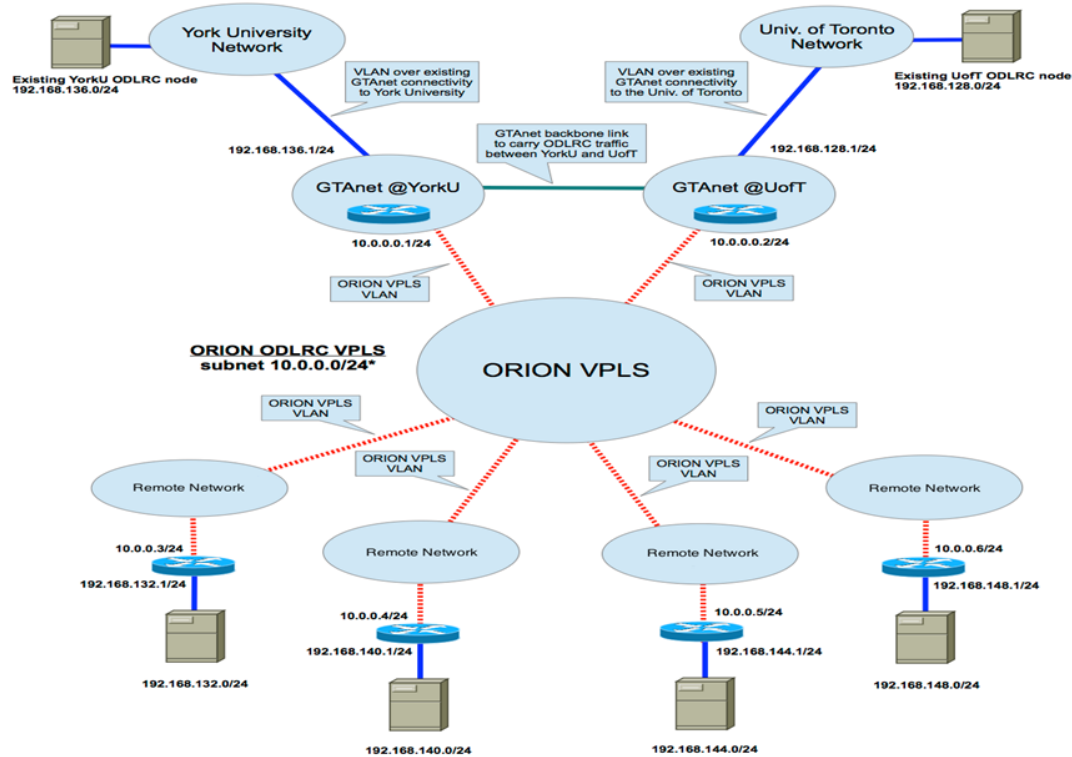 York University
Network
Univ. of Toronto
Network
Existing YorkU ODLRC node
192.168.136.0/24
Existing UofT ODLRC node
192.168.128.0/24
VLAN over existing
GTAnet connectivity
to York University
VLAN over existing
GTAnet connectivity
to the Univ. of Toronto
GTAnet backbone link
to carry ODLRC traffic
between YorkU and UofT
192.168.136.1/24
192.168.128.1/24
GTAnet @YorkU
GTAnet @UofT
10.0.0.0.1/24
10.0.0.0.2/24
ORION VPLS
VLAN
ORION VPLS
VLAN
ORION ODLRC VPLS
subnet 10.0.0.0/24*
ORION VPLS
ORION VPLS
VLAN
ORION VPLS
VLAN
ORION VPLS
VLAN
ORION VPLS
VLAN
Remote Network
Remote Network
Remote Network
Remote Network
10.0.0.3/24
192.168.132.1/24
192.168.132.0/24
10.0.0.4/24
192.168.140.1/24
192.168.140.0/24
10.0.0.5/24
192.168.144.1/24
192.168.144.0/24
10.0.0.6/24
192.168.148.1/24
192.168.148.0/24